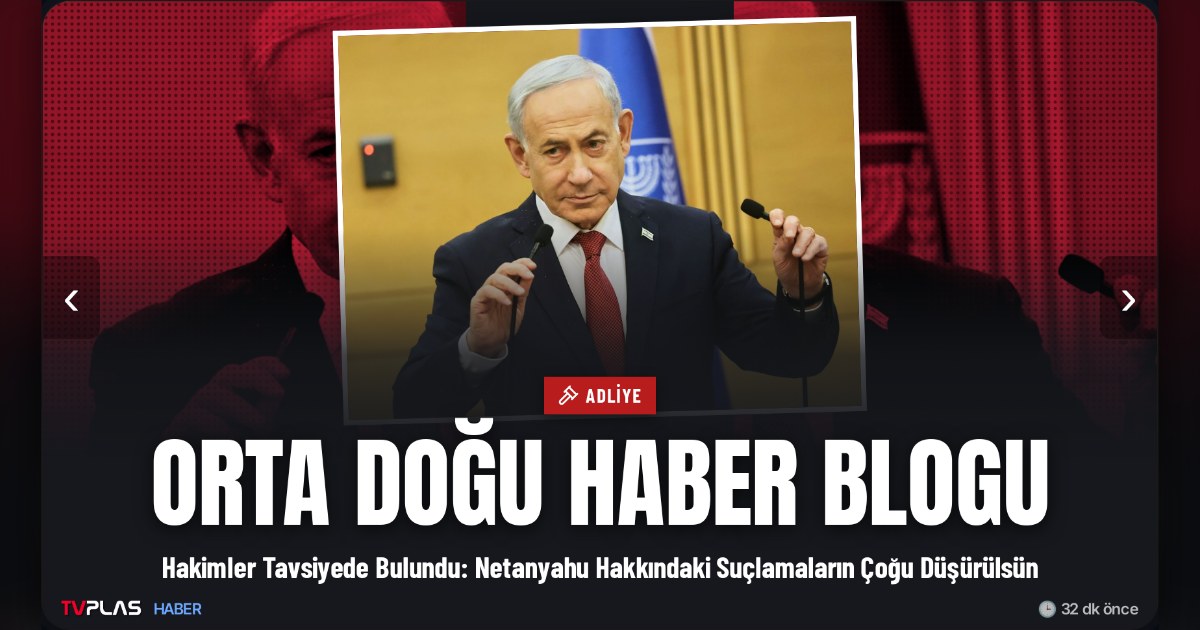 ADLİYE
ORTA DOĞU HABER BLOGU
Hakimler Tavsiyede Bulundu: Netanyahu Hakkındaki Suçlamaların Çoğu Düşürülsün
TVPLAS HABER
32 dk önce